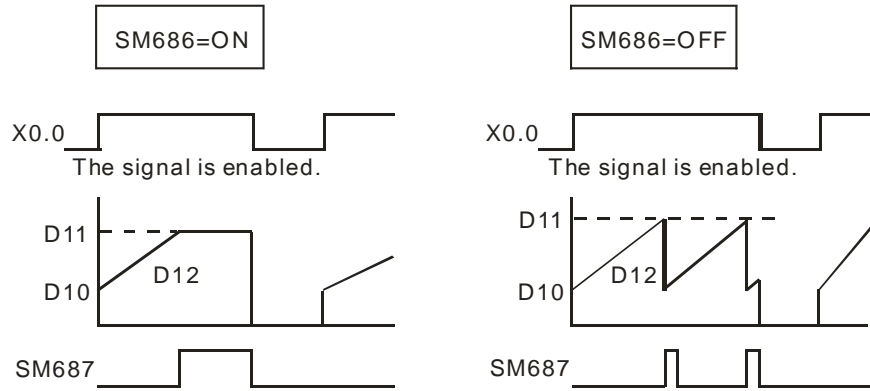 SM686=ON
X0.0
The signal is enabled.
D11
D12
D10
SM687
SM686=OFF
X0.0
The signal is enabled.
D11
D12
D10
SM687